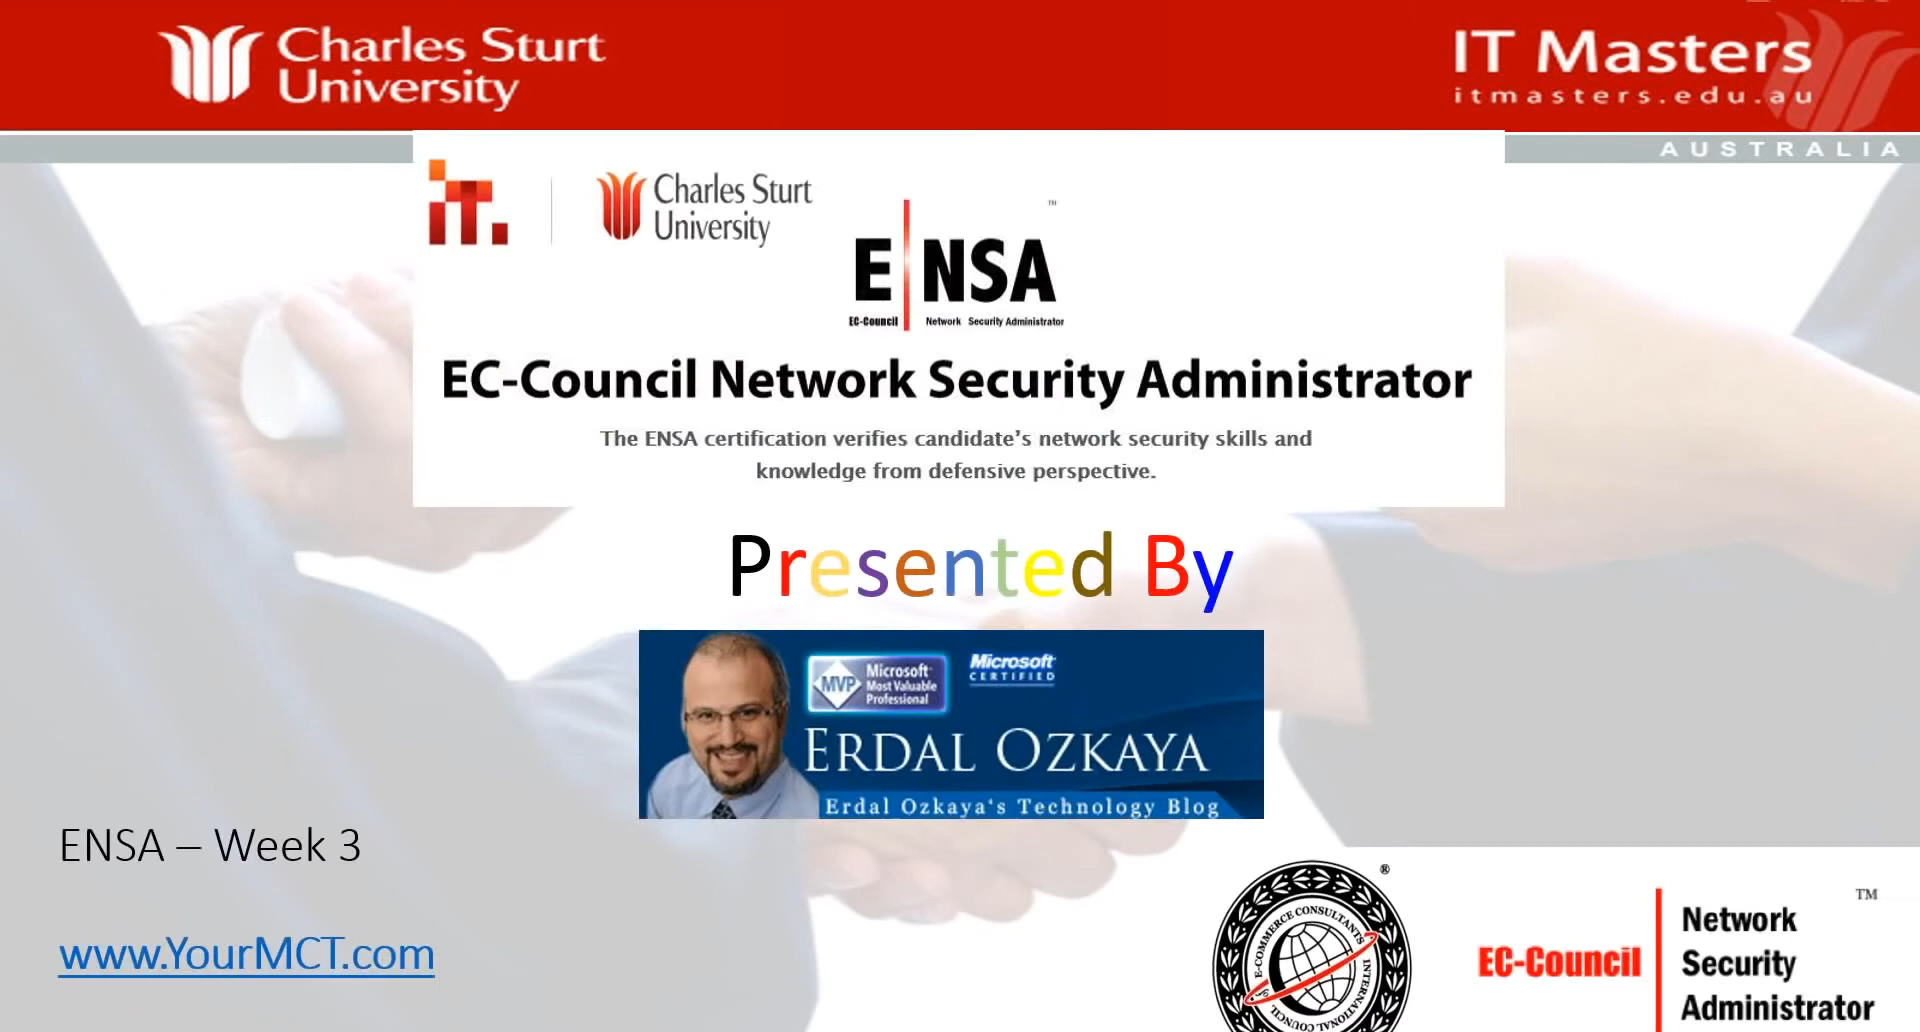 Charles Sturt
University
IT Masters
itmasters.edu.au
AUSTRALIA
iT.
Charles Sturt
University
E|NSA ™
EC-Council Network Security Administrator
EC-Council Network Security Administrator
The ENSA certification verifies candidate's network security skills and
knowledge from defensive perspective.
Presented By
MVP
Microsoft
Most Valuable
Professional
Microsoft
CERTIFIED
ERDAL OZKAYA
Erdal Ozkaya's Technology Blog
ENSA – Week 3
www.YourMCT.com
E-COMMERCE CONSULTANTS
INTERNATIONAL COUNCIL
®
EC-Council
Network
Security
Administrator
TM